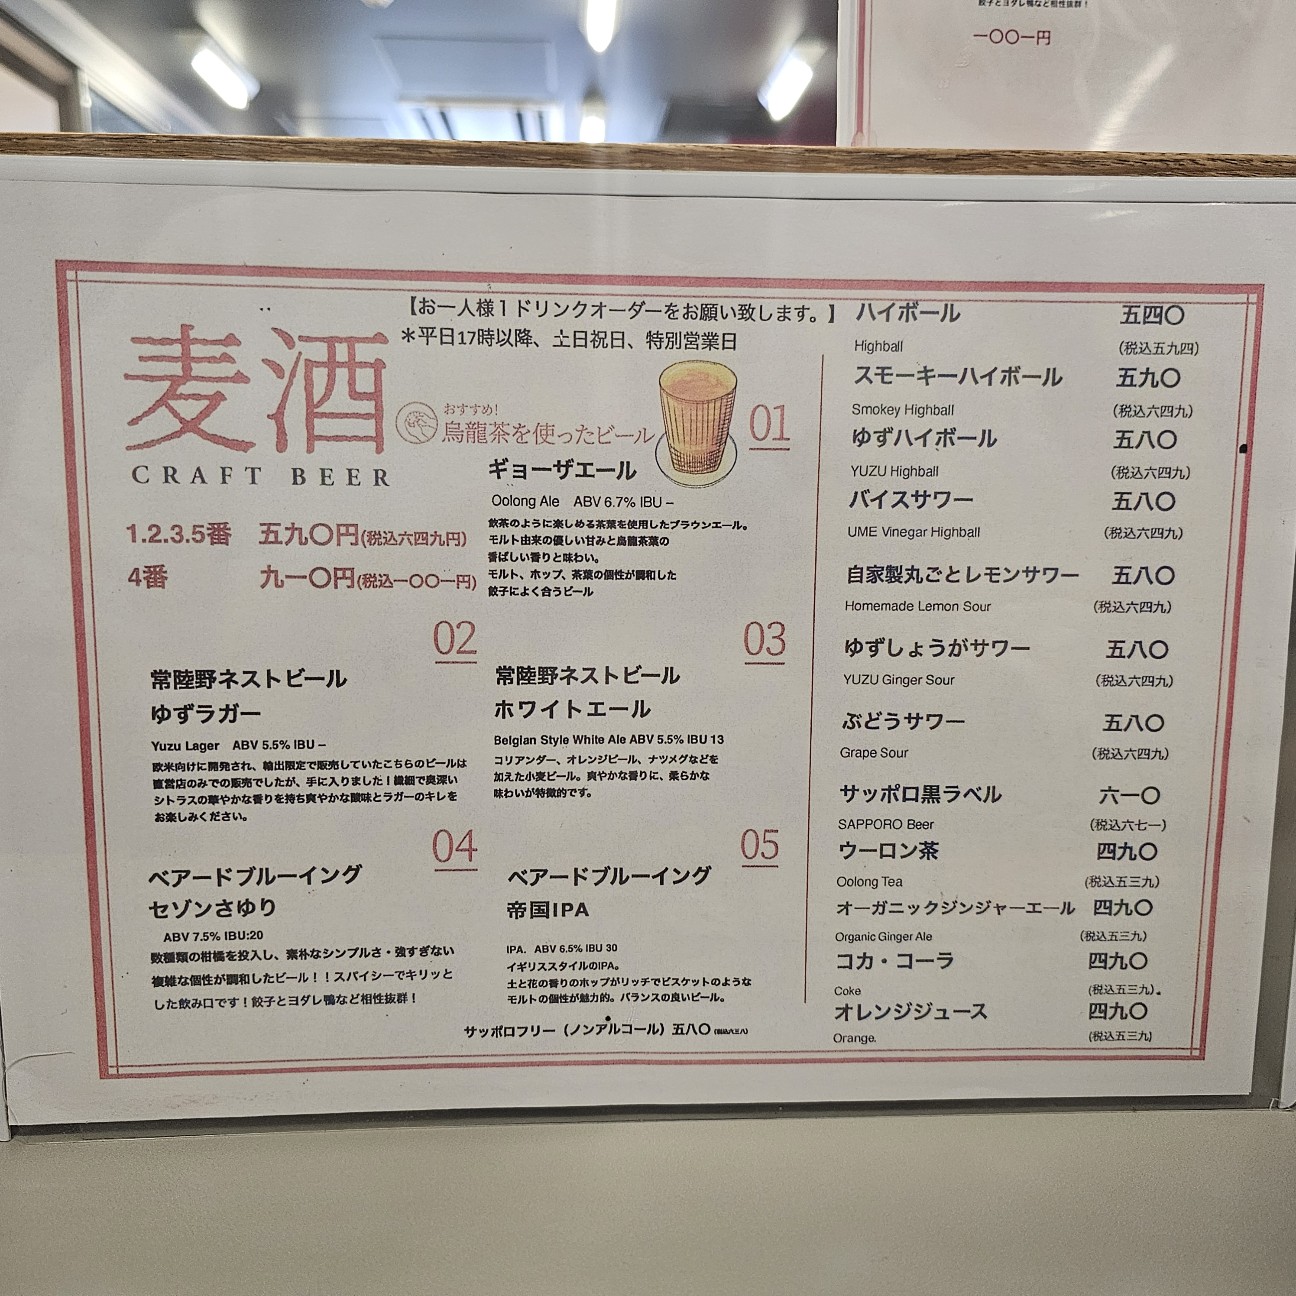 餃子とヨダレ鴨など相性抜群！
一〇〇一円
【お一人様１ドリンクオーダーをお願い致します。】
＊平日17時以降、土日祝日、特別営業日
麦酒
CRAFT BEER
1.2.3.5番 五九〇円(税込六四九円)
4番 九一〇円(税込一〇〇一円)
おすすめ!
烏龍茶を使ったビール
01
ギョーザエール
Oolong Ale ABV 6.7% IBU –
飲茶のように楽しめる茶葉を使用したブラウンエール。
モルト由来の優しい甘みと烏龍茶葉の
香ばしい香りと味わい。
モルト、ホップ、茶葉の個性が調和した
餃子によく合うビール
02
常陸野ネストビール
ゆずラガー
Yuzu Lager ABV 5.5% IBU –
欧米向けに開発され、輸出限定で販売していたこちらのビールは
直営店のみでの販売でしたが、手に入りました！繊細で奥深い
シトラスの華やかな香りを持ち爽やかな酸味とラガーのキレを
お楽しみください。
03
常陸野ネストビール
ホワイトエール
Belgian Style White Ale ABV 5.5% IBU 13
コリアンダー、オレンジピール、ナツメグなどを
加えた小麦ビール。爽やかな香りに、柔らかな
味わいが特徴的です。
04
ベアードブルーイング
セゾンさゆり
ABV 7.5% IBU:20
数種類の柑橘を投入し、素朴なシンプルさ・強すぎない
複雑な個性が調和したビール！！スパイシーでキリッと
した飲み口です！餃子とヨダレ鴨など相性抜群！
05
ベアードブルーイング
帝国IPA
IPA. ABV 6.5% IBU 30
イギリススタイルのIPA。
土と花の香りのホップがリッチでビスケットのような
モルトの個性が魅力的。バランスの良いビール。
サッポロフリー（ノンアルコール）五八〇(税込六三八)
ハイボール 五四〇
Highball (税込五九四)
スモーキーハイボール 五九〇
Smokey Highball (税込六四九)
ゆずハイボール 五八〇
YUZU Highball (税込六四九)
バイスサワー 五八〇
UME Vinegar Highball (税込六四九)
自家製丸ごとレモンサワー 五八〇
Homemade Lemon Sour (税込六四九)
ゆずしょうがサワー 五八〇
YUZU Ginger Sour (税込六四九)
ぶどうサワー 五八〇
Grape Sour (税込六四九)
サッポロ黒ラベル 六一〇
SAPPORO Beer (税込六七一)
ウーロン茶 四九〇
Oolong Tea (税込五三九)
オーガニックジンジャーエール 四九〇
Organic Ginger Ale (税込五三九)
コカ・コーラ 四九〇
Coke (税込五三九)
オレンジジュース 四九〇
Orange. (税込五三九)